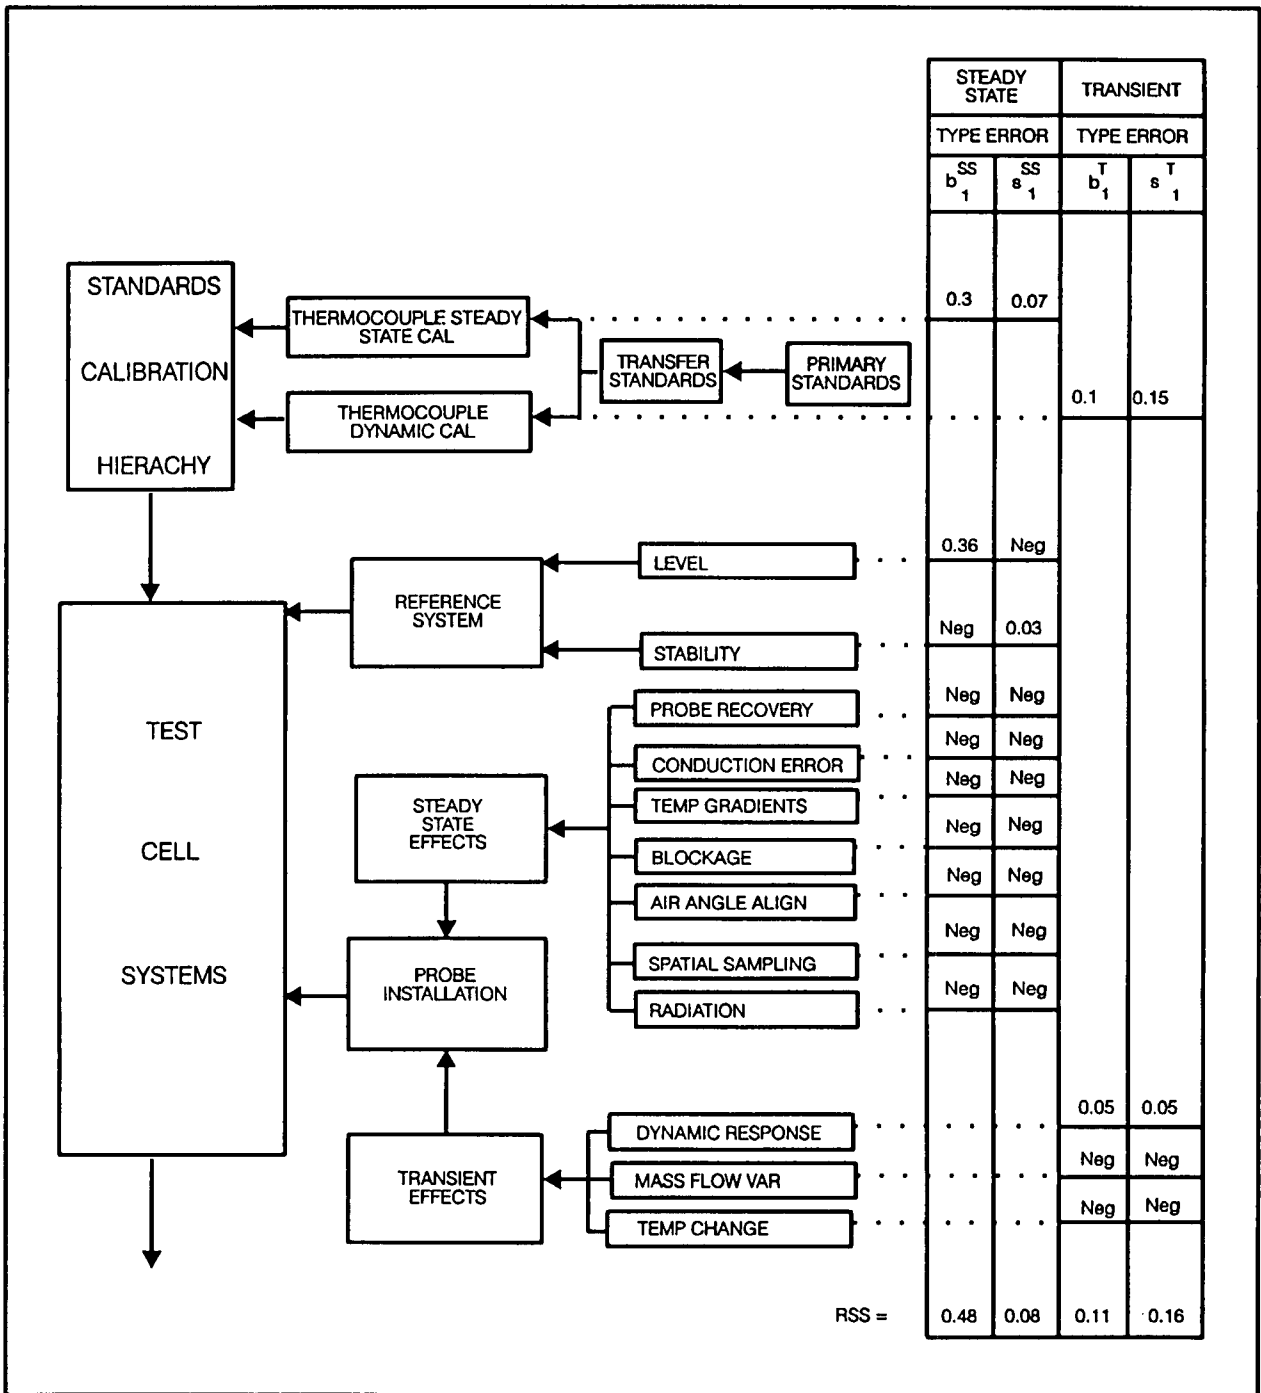 STEADY
STATE
TRANSIENT
TYPE ERROR
TYPE ERROR
b SS 1
s SS 1
b T 1
s T 1
STANDARDS
CALIBRATION
HIERACHY
THERMOCOUPLE STEADY
STATE CAL
0.3 0.07
TRANSFER
STANDARDS
PRIMARY
STANDARDS
THERMOCOUPLE
DYNAMIC CAL
0.1 0.15
REFERENCE
SYSTEM
LEVEL
0.36 Neg
STABILITY
Neg 0.03
TEST
CELL
SYSTEMS
STEADY
STATE
EFFECTS
PROBE
INSTALLATION
TRANSIENT
EFFECTS
PROBE RECOVERY
Neg Neg
CONDUCTION ERROR
Neg Neg
TEMP GRADIENTS
Neg Neg
BLOCKAGE
Neg Neg
AIR ANGLE ALIGN
Neg Neg
SPATIAL SAMPLING
Neg Neg
RADIATION
Neg Neg
DYNAMIC RESPONSE
0.05 0.05
MASS FLOW VAR
Neg Neg
TEMP CHANGE
Neg Neg
RSS = 0.48 0.08 0.11 0.16